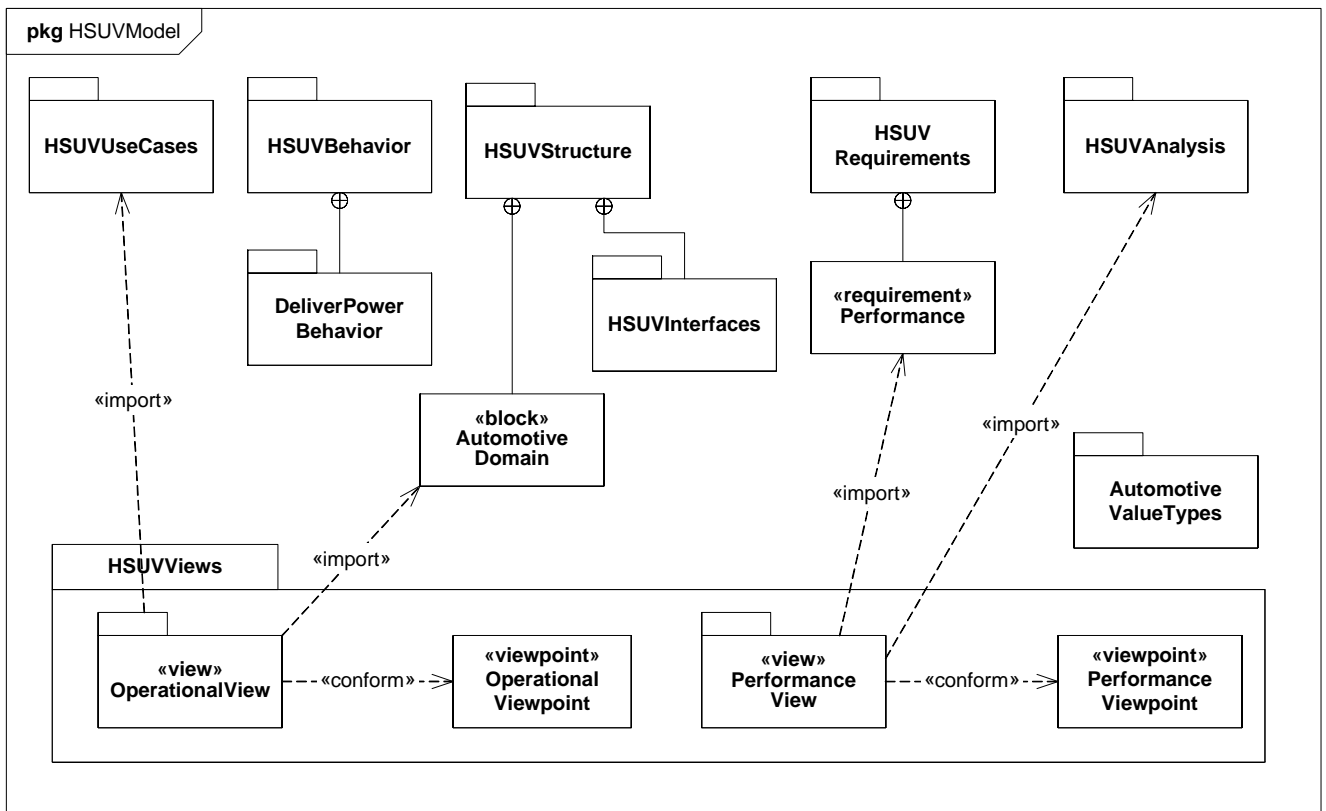 pkg HSUVModel
HSUVUseCases
HSUVBehavior
HSUVStructure
HSUV
Requirements
HSUVAnalysis
DeliverPower
Behavior
HSUVInterfaces
«requirement»
Performance
«import»
«block»
Automotive
Domain
«import»
«import»
Automotive
ValueTypes
«import»
HSUVViews
«view»
OperationalView
«conform»
«viewpoint»
Operational
Viewpoint
«view»
Performance
View
«conform»
«viewpoint»
Performance
Viewpoint